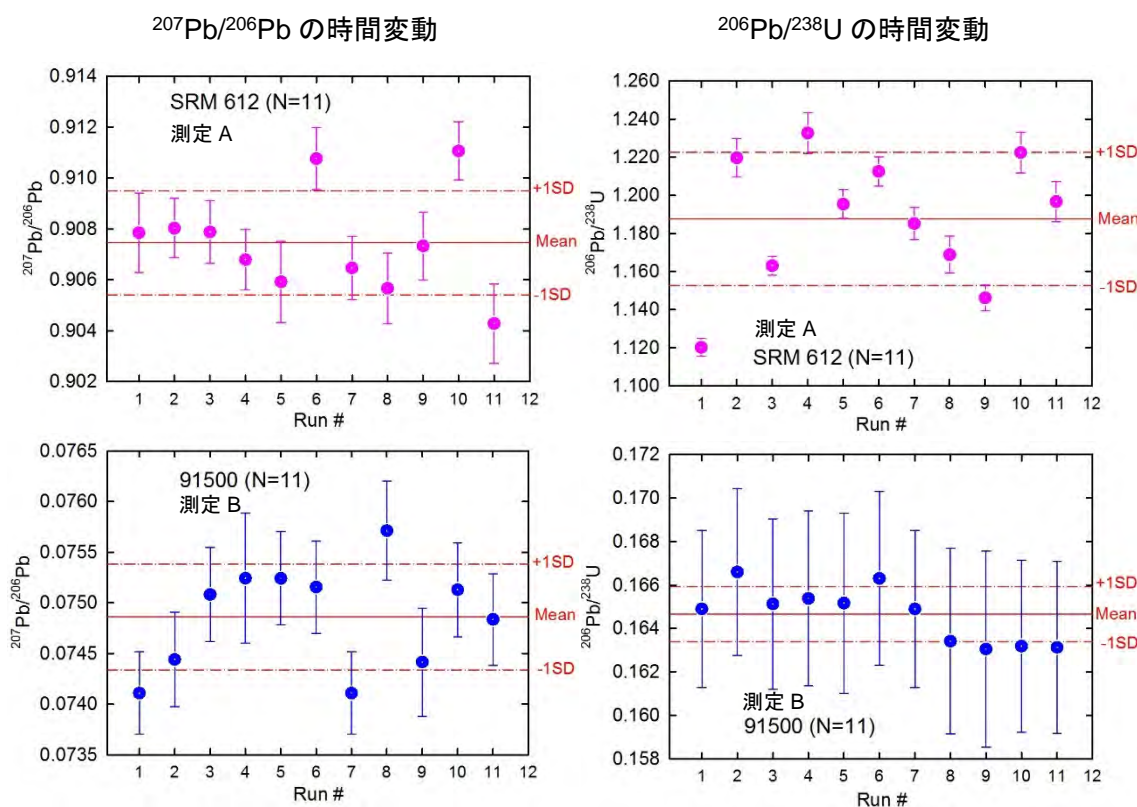 ²⁰⁷Pb/²⁰⁶Pb の時間変動
0.914
0.912
0.910
0.908
0.906
0.904
0.902
²⁰⁷Pb/²⁰⁶Pb
SRM 612 (N=11)
測定 A
+1SD
Mean
-1SD
1 2 3 4 5 6 7 8 9 10 11 12
Run #
²⁰⁶Pb/²³⁸U の時間変動
1.260
1.240
1.220
1.200
1.180
1.160
1.140
1.120
1.100
²⁰⁶Pb/²³⁸U
+1SD
Mean
-1SD
測定 A
SRM 612 (N=11)
1 2 3 4 5 6 7 8 9 10 11 12
Run #
0.0765
0.0760
0.0755
0.0750
0.0745
0.0740
0.0735
²⁰⁷Pb/²⁰⁶Pb
91500 (N=11)
測定 B
+1SD
Mean
-1SD
1 2 3 4 5 6 7 8 9 10 11 12
Run #
0.172
0.170
0.168
0.166
0.164
0.162
0.160
0.158
²⁰⁶Pb/²³⁸U
+1SD
Mean
-1SD
測定 B
91500 (N=11)
1 2 3 4 5 6 7 8 9 10 11 12
Run #